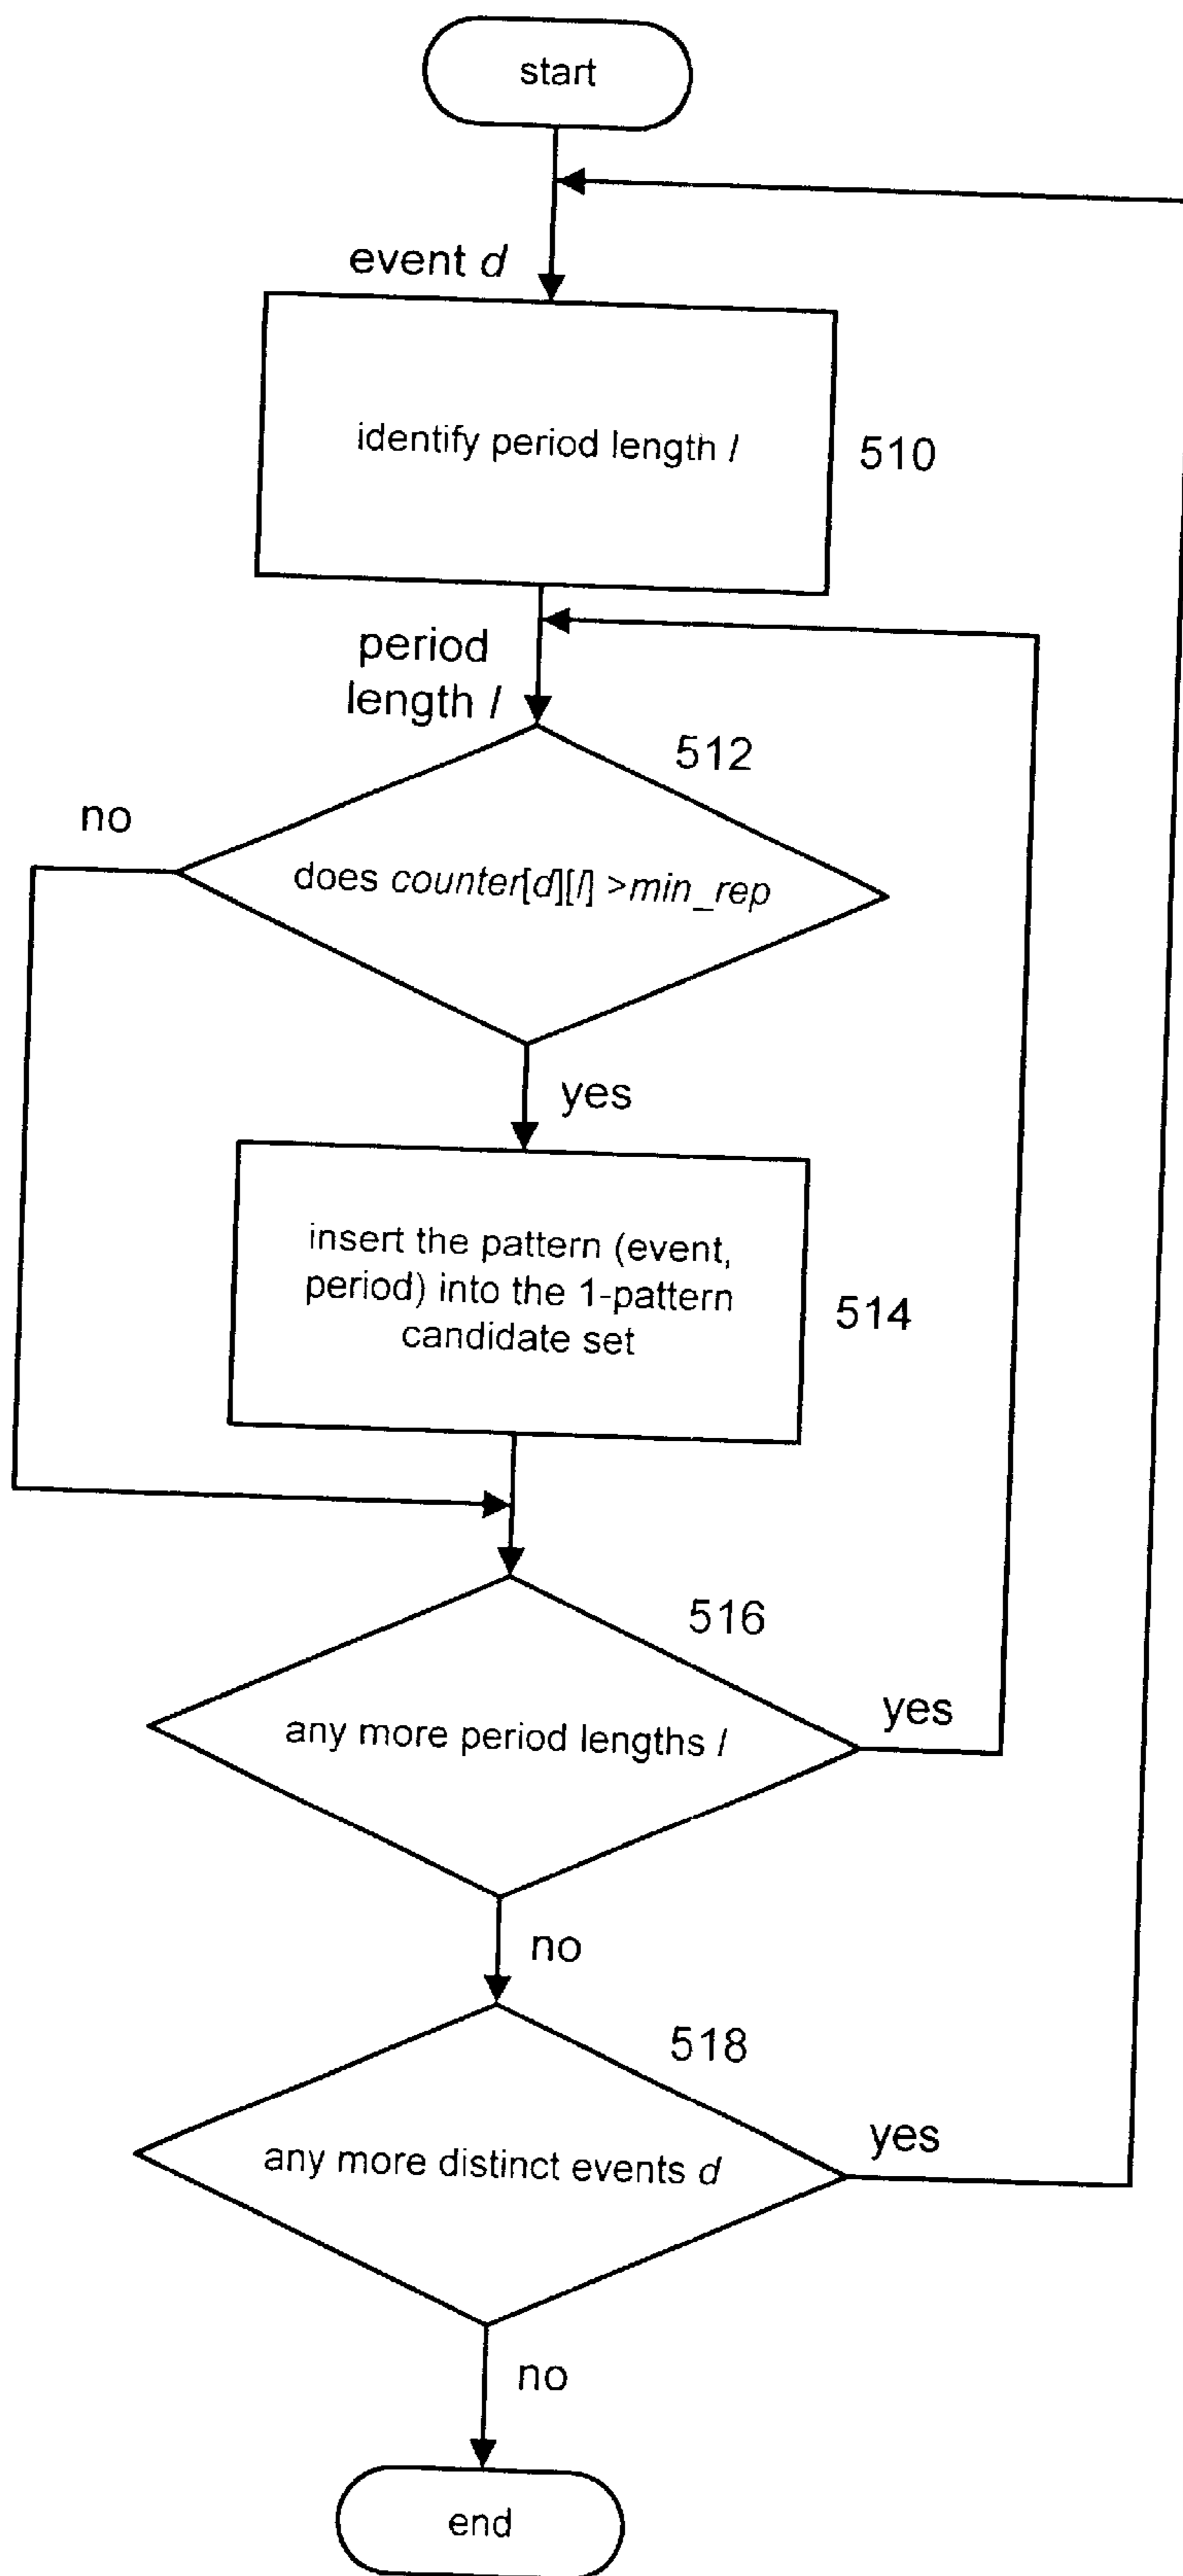 start
event d
identify period length l
510
period
length l
512
no
does counter[d][l] >min_rep
yes
insert the pattern (event,
period) into the 1-pattern
candidate set
514
516
any more period lengths l
yes
no
518
any more distinct events d
yes
no
end